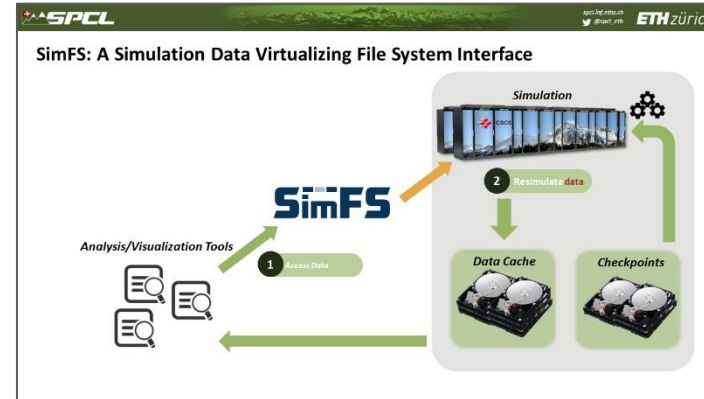 SPCL
spcl.inf.ethz.ch
@spcl_eth
ETH züric
SimFS: A Simulation Data Virtualizing File System Interface
Simulation
CSCS
2 Resimulate data
SimFS
Analysis/Visualization Tools
1 Access Data
Data Cache
Checkpoints